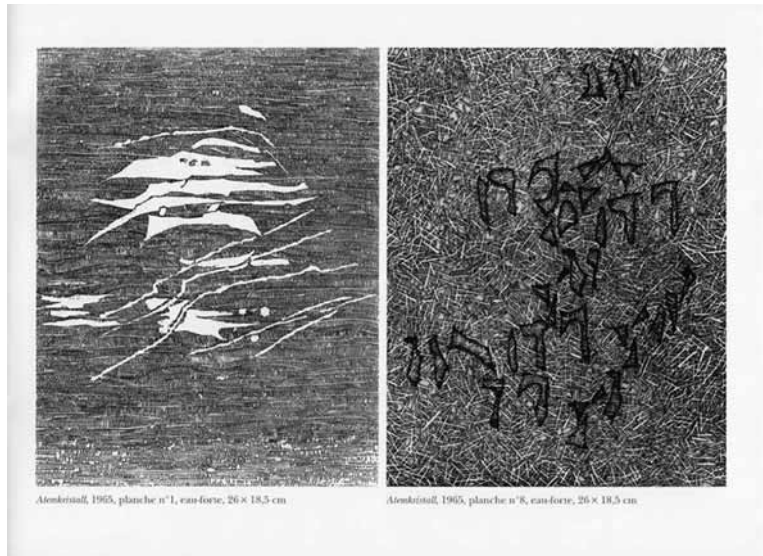 Atemkristall, 1965, planche n°1, eau-forte, 26 × 18,5 cm
Atemkristall, 1965, planche n°8, eau-forte, 26 × 18,5 cm